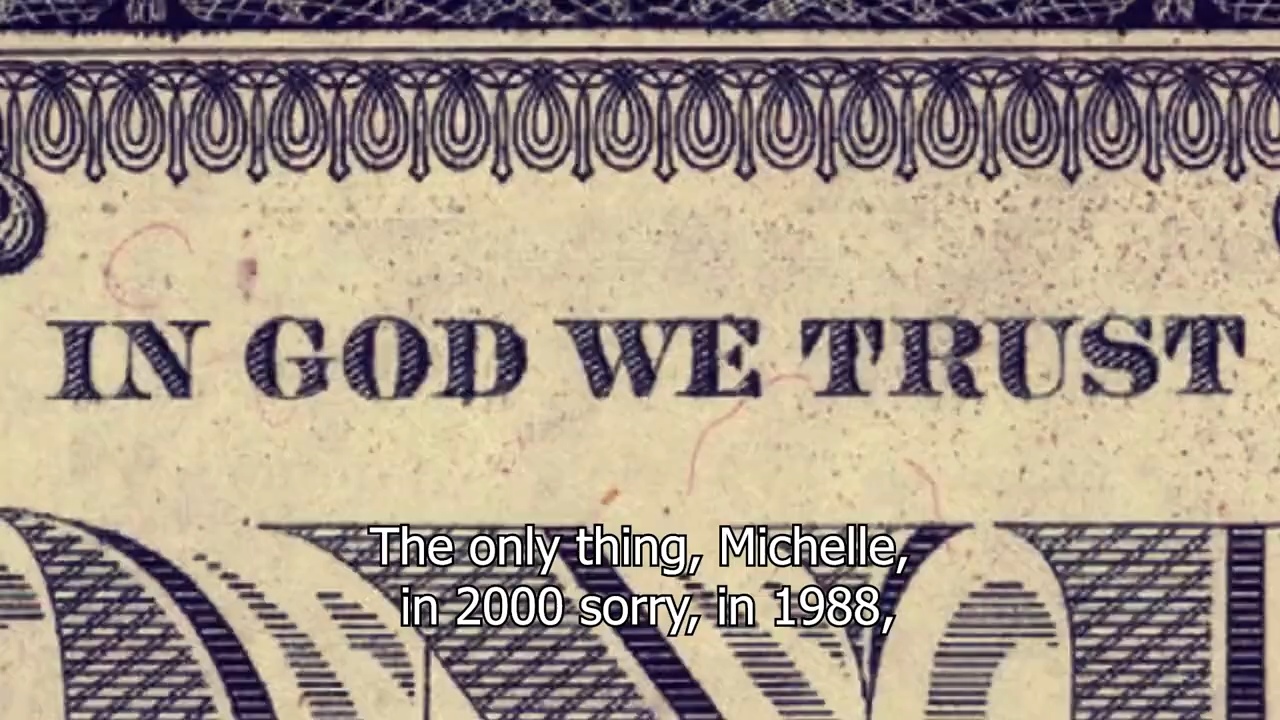 IN GOD WE TRUST
The only thing, Michelle,
in 2000 sorry, in 1988,